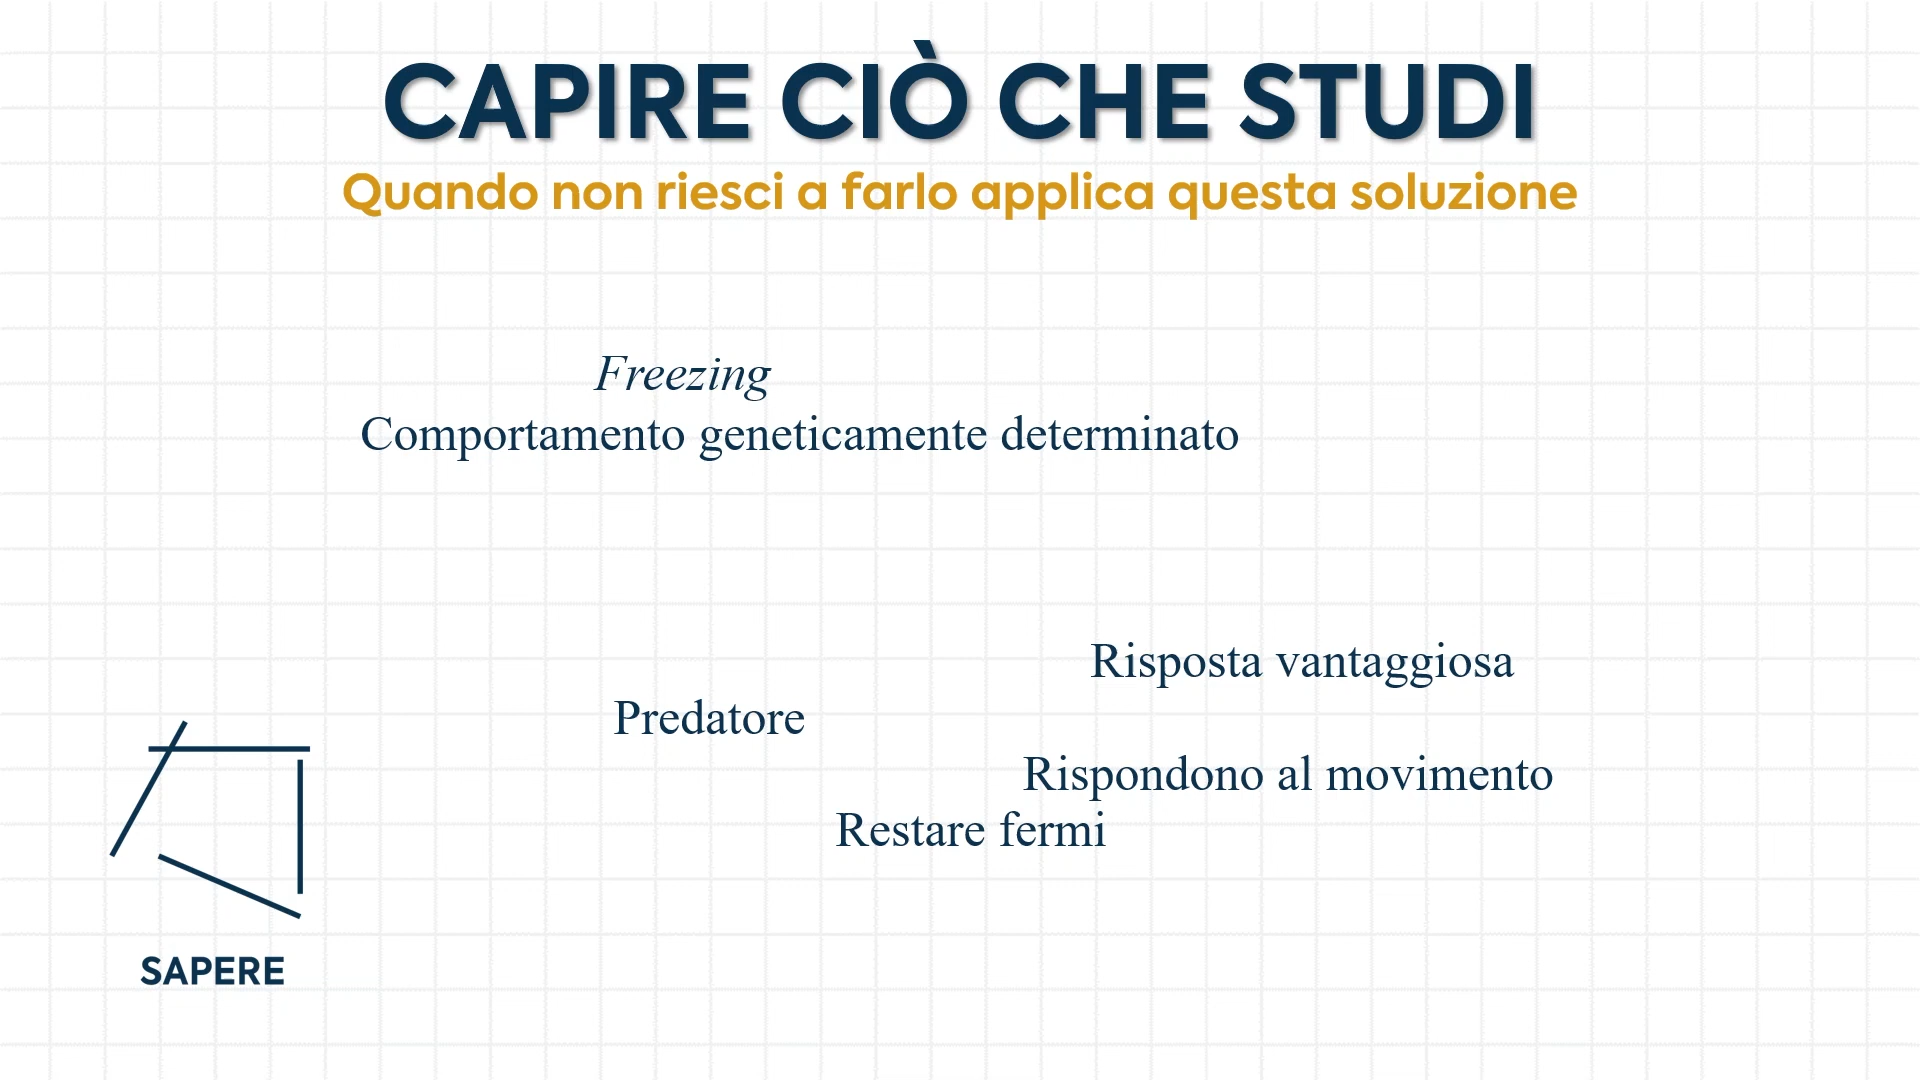 CAPIRE CIÒ CHE STUDI
Quando non riesci a farlo applica questa soluzione
Freezing
Comportamento geneticamente determinato
Risposta vantaggiosa
Predatore
Rispondono al movimento
Restare fermi
SAPERE